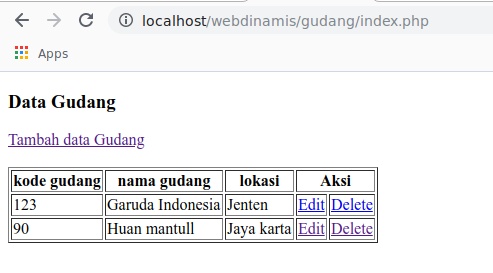 localhost/webdinamis/gudang/index.php
Apps
Data Gudang
Tambah data Gudang
kode gudang nama gudang lokasi Aksi
123 Garuda Indonesia Jenten Edit Delete
90 Huan mantull Jaya karta Edit Delete